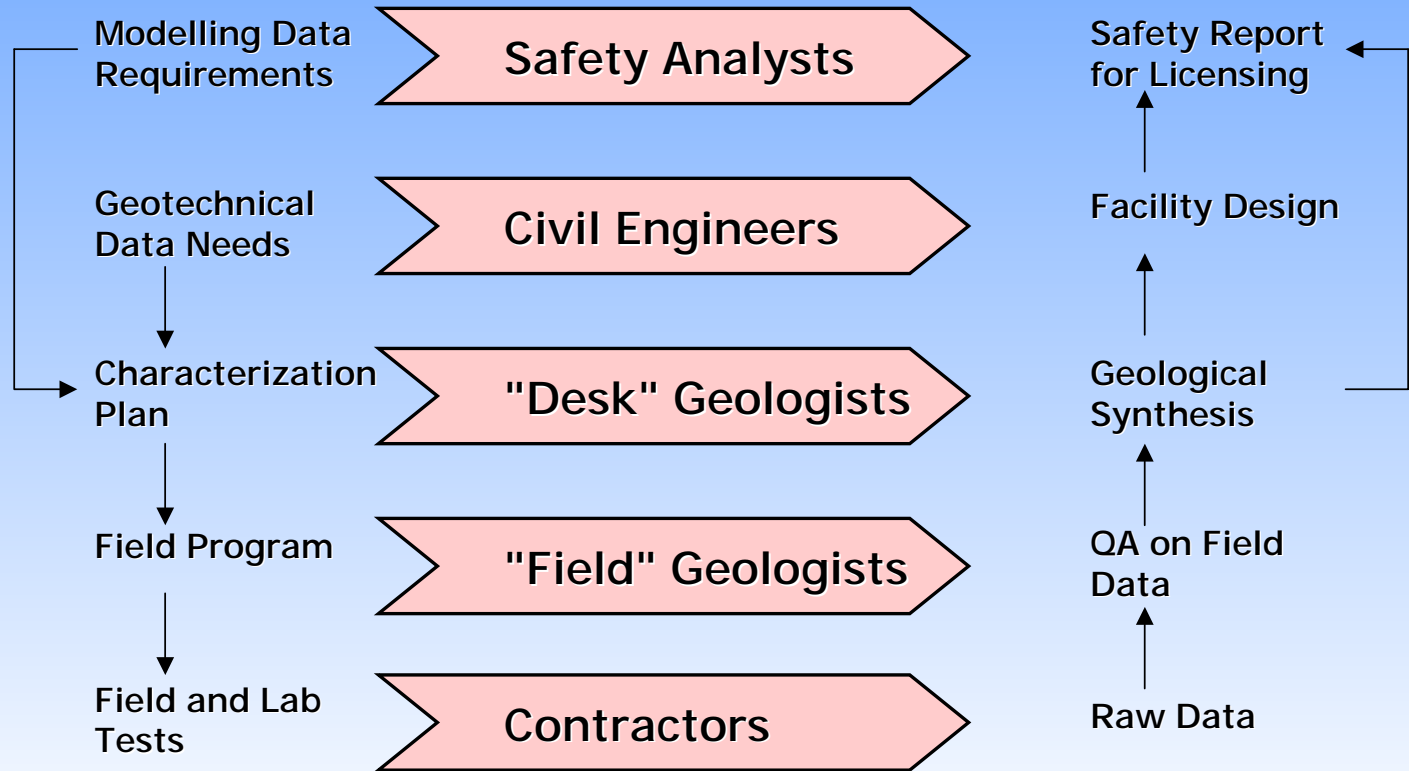 Modelling Data
Requirements
Safety Analysts
Safety Report
for Licensing
Geotechnical
Data Needs
Civil Engineers
Facility Design
Characterization
Plan
"Desk" Geologists
Geological
Synthesis
Field Program
"Field" Geologists
QA on Field
Data
Field and Lab
Tests
Contractors
Raw Data